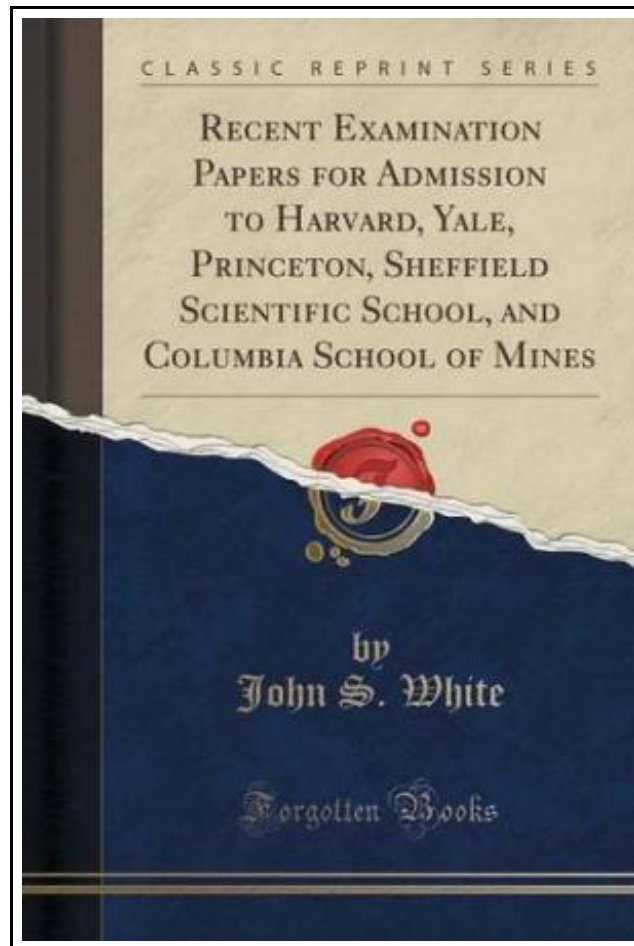 CLASSIC REPRINT SERIES
RECENT EXAMINATION
PAPERS FOR ADMISSION
TO HARVARD, YALE,
PRINCETON, SHEFFIELD
SCIENTIFIC SCHOOL, AND
COLUMBIA SCHOOL OF MINES
by
John S. White
Forgotten Books